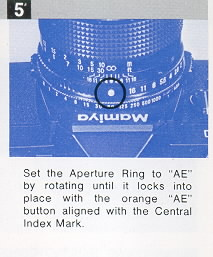 5'
Mamiya
Set the Aperture Ring to "AE"
by rotating until it locks into
place with the orange "AE"
button aligned with the Central
Index Mark.